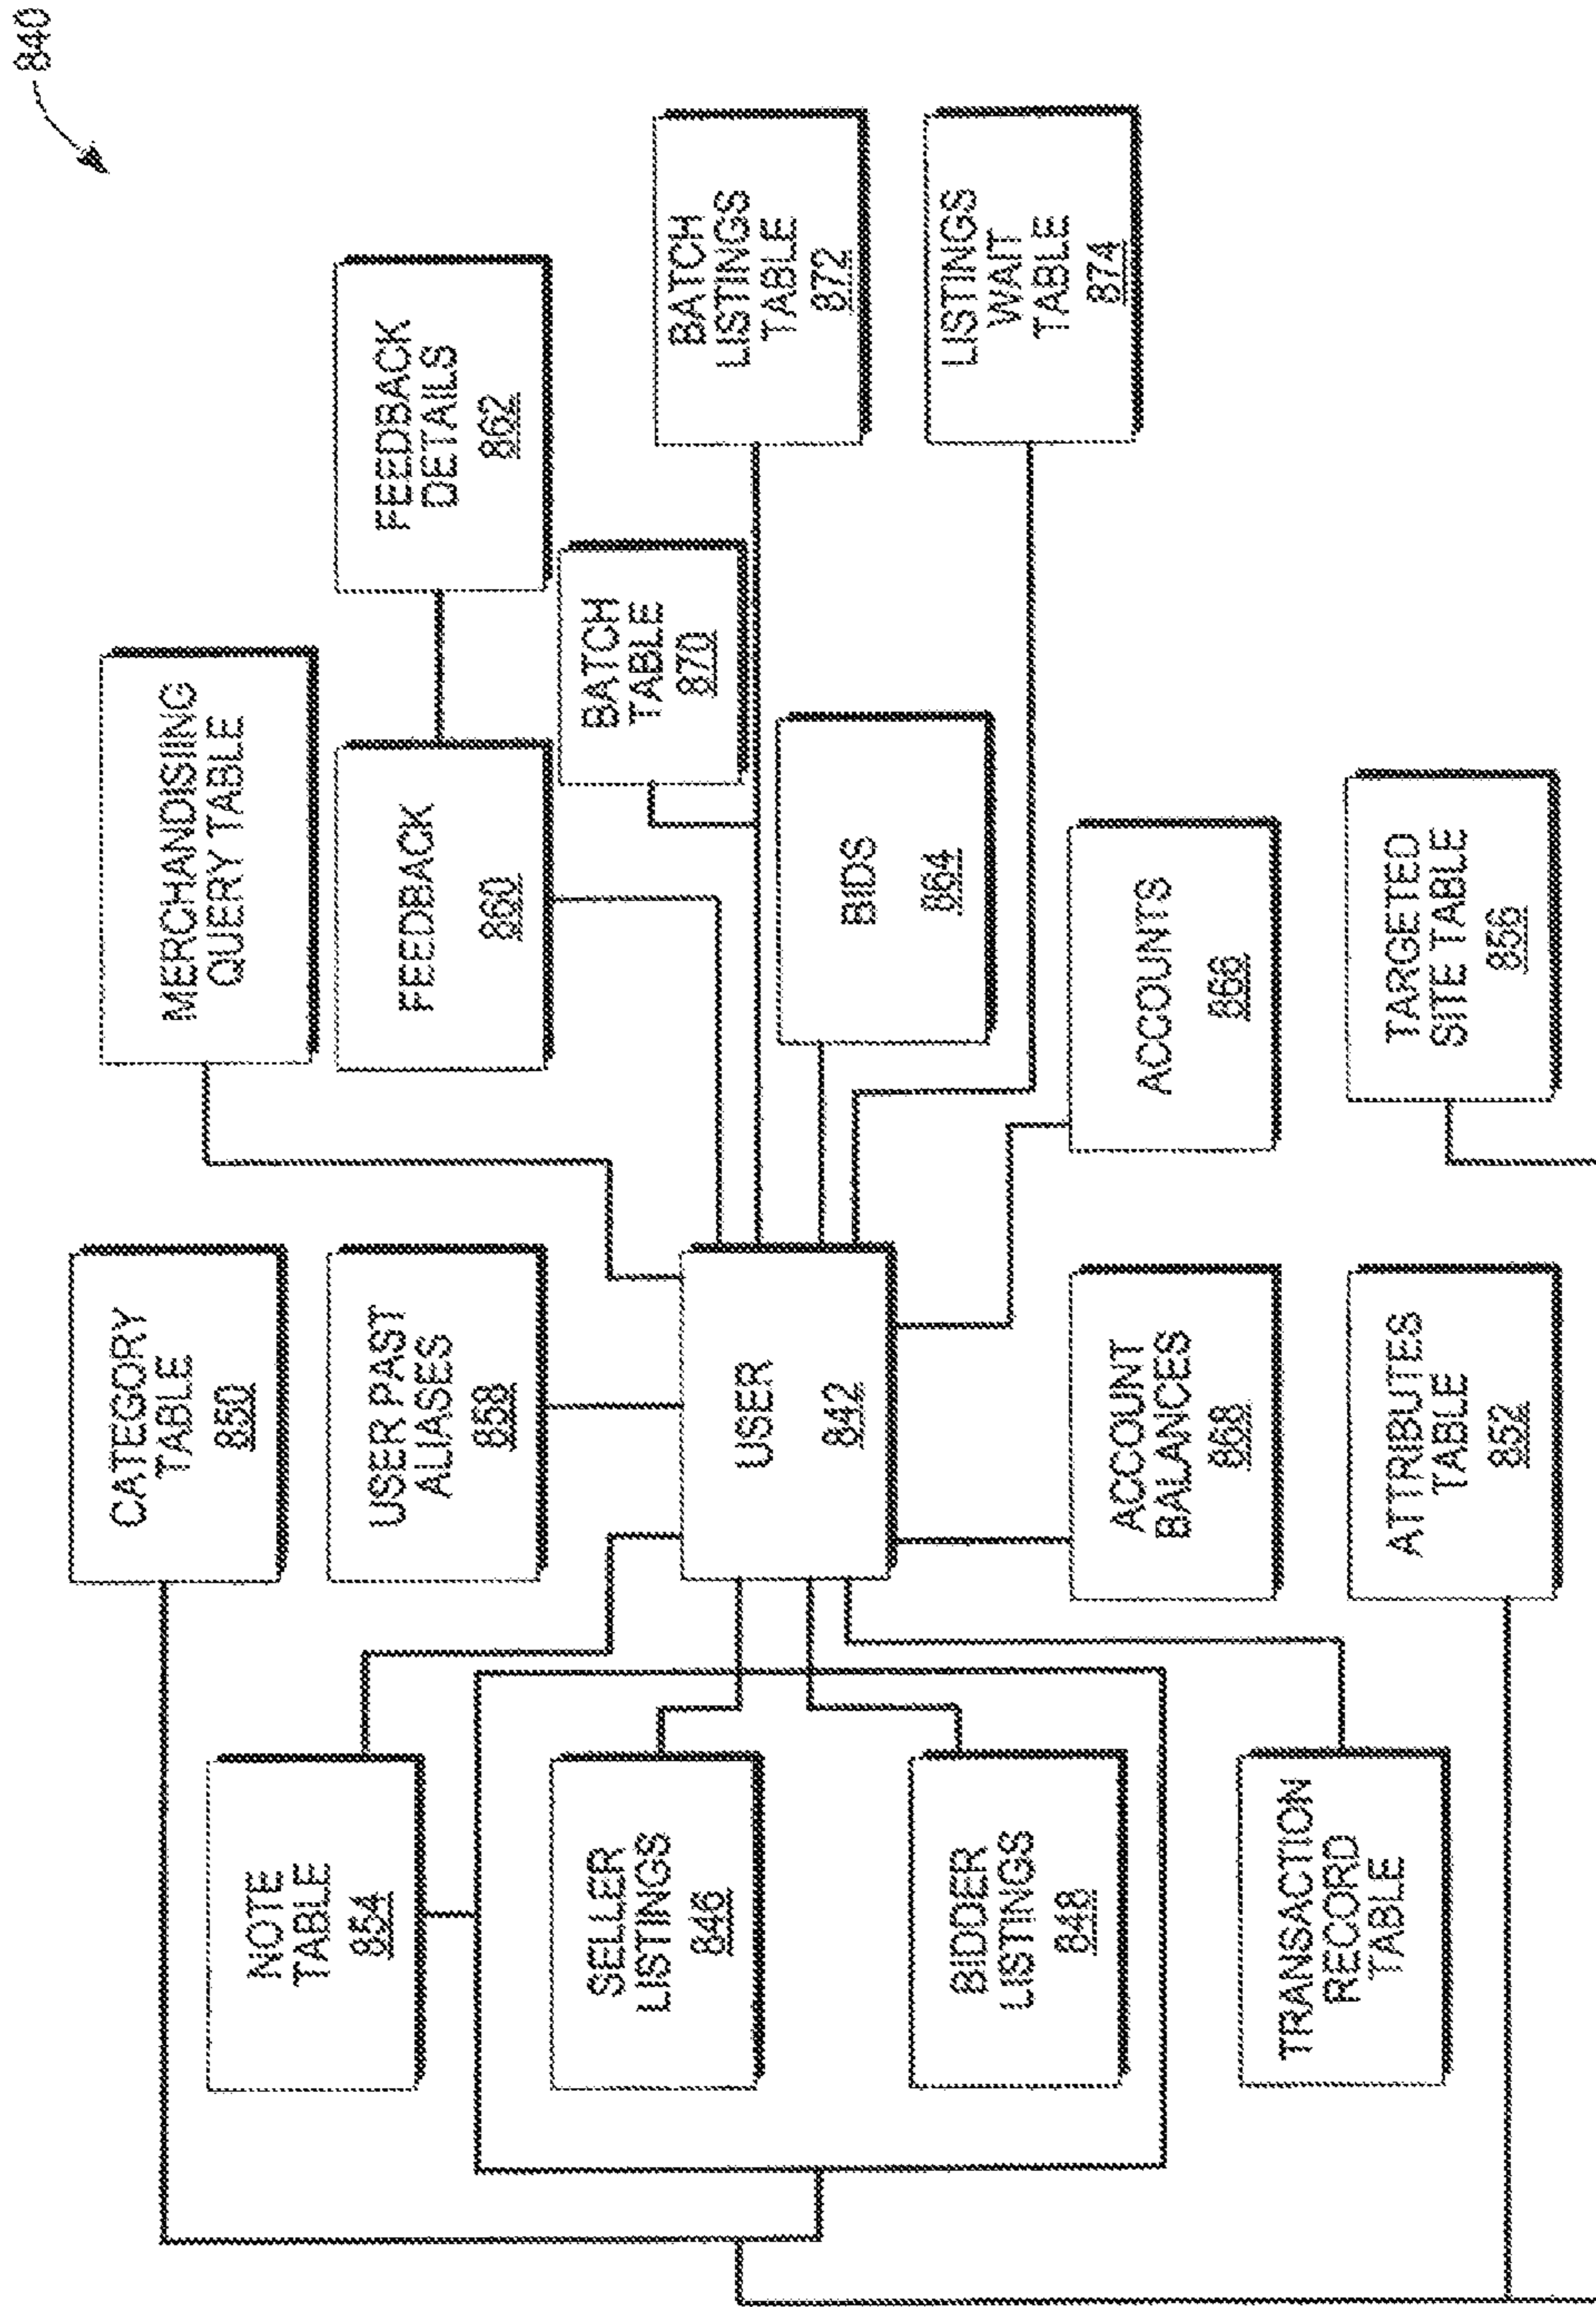 840
CATEGORY
TABLE
850
MERCHANDISIING
QUERY TABLE
NOTE
TABLE
854
USER PAST
ALIASES
858
FEEDBACK
860
FEEDBACK
DETAILS
862
SELLER
LISTINGS
846
BATCH
TABLE
870
BATCH
LISTINGS
TABLE
872
USER
842
BIDS
864
BIDDER
LISTINGS
848
LISTINGS
WAIT
TABLE
874
ACCOUNT
BALANCES
868
ACCOUNTS
868
TRANSACTION
RECORD
TABLE
ATTRIBUTES
TABLE
852
TARGETED
SITE TABLE
856